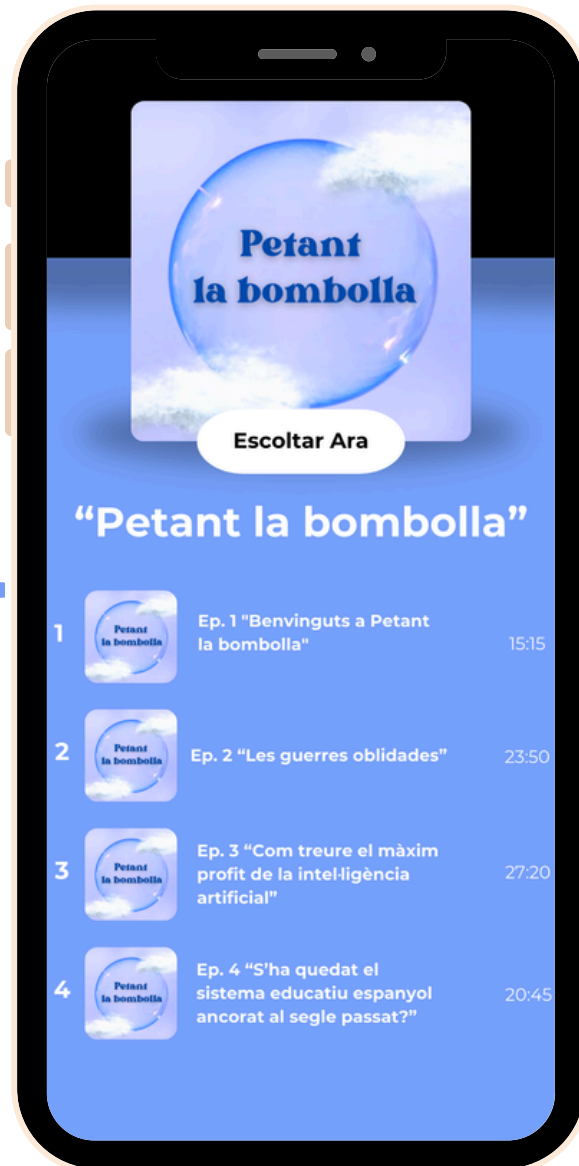 Petant
la bombolla
Escoltar Ara
“Petant la bombolla”
1
Petant
la bombolla
Ep. 1 "Benvinguts a Petant
la bombolla"
15:15
2
Petant
la bombolla
Ep. 2 “Les guerres oblidades”
23:50
3
Petant
la bombolla
Ep. 3 “Com treure el màxim
profit de la intel·ligència
artificial”
27:20
4
Petant
la bombolla
Ep. 4 “S’ha quedat el
sistema educatiu espanyol
ancorat al segle passat?”
20:45